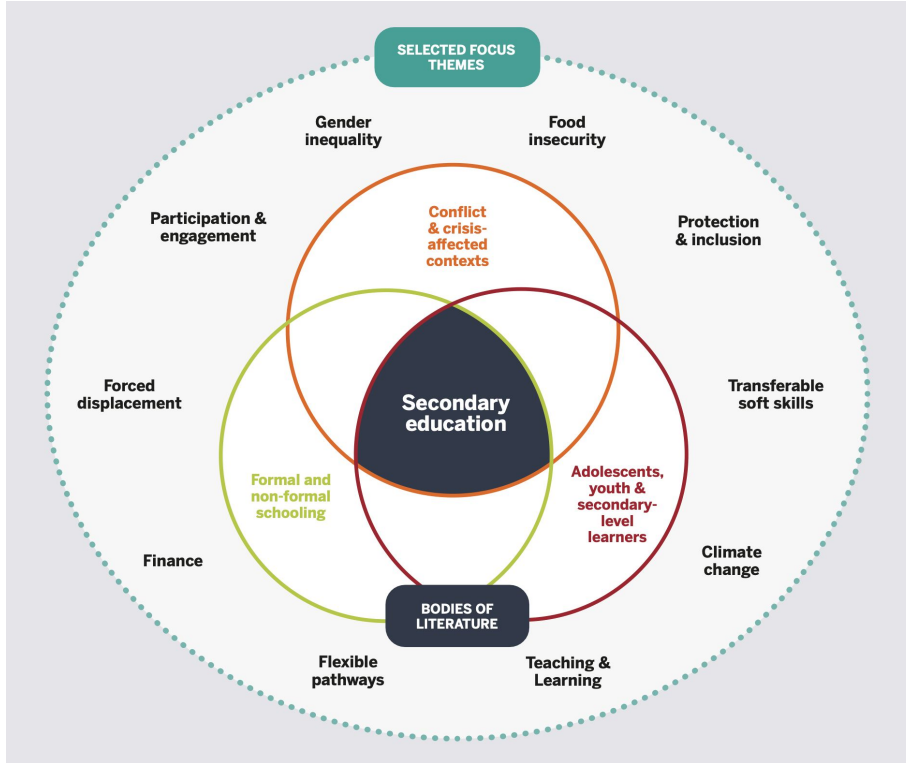 SELECTED FOCUS
THEMES
Gender
inequality
Food
insecurity
Participation &
engagement
Conflict
& crisis-
affected
contexts
Protection
& inclusion
Forced
displacement
Secondary
education
Transferable
soft skills
Formal and
non-formal
schooling
Adolescents,
youth &
secondary-
level
learners
Finance
Climate
change
BODIES OF
LITERATURE
Flexible
pathways
Teaching &
Learning